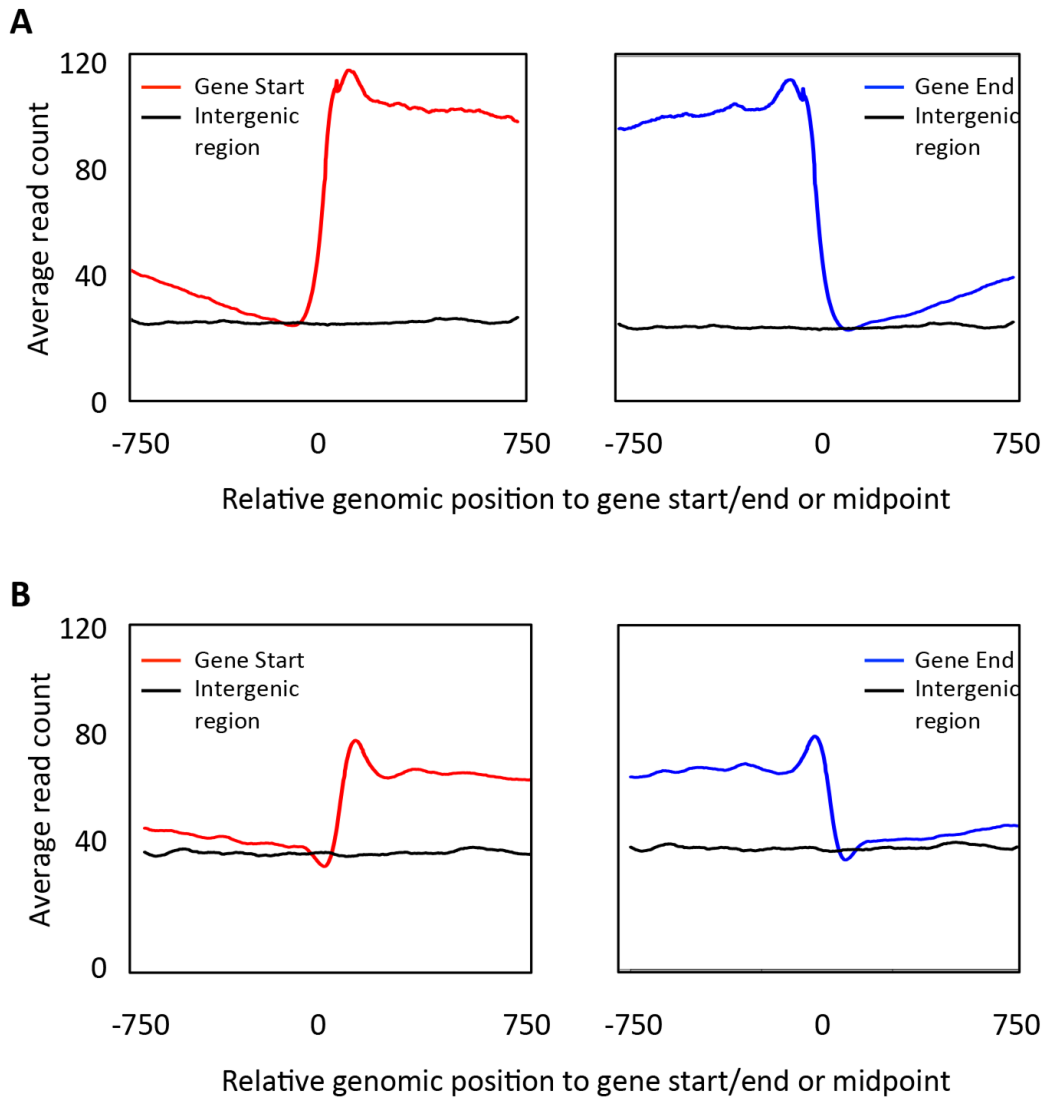 A
120
80
40
0
Average read count
Gene Start
Intergenic
region
Gene End
Intergenic
region
-750 0 750
-750 0 750
Relative genomic position to gene start/end or midpoint
B
120
80
40
0
Average read count
Gene Start
Intergenic
region
Gene End
Intergenic
region
-750 0 750
-750 0 750
Relative genomic position to gene start/end or midpoint